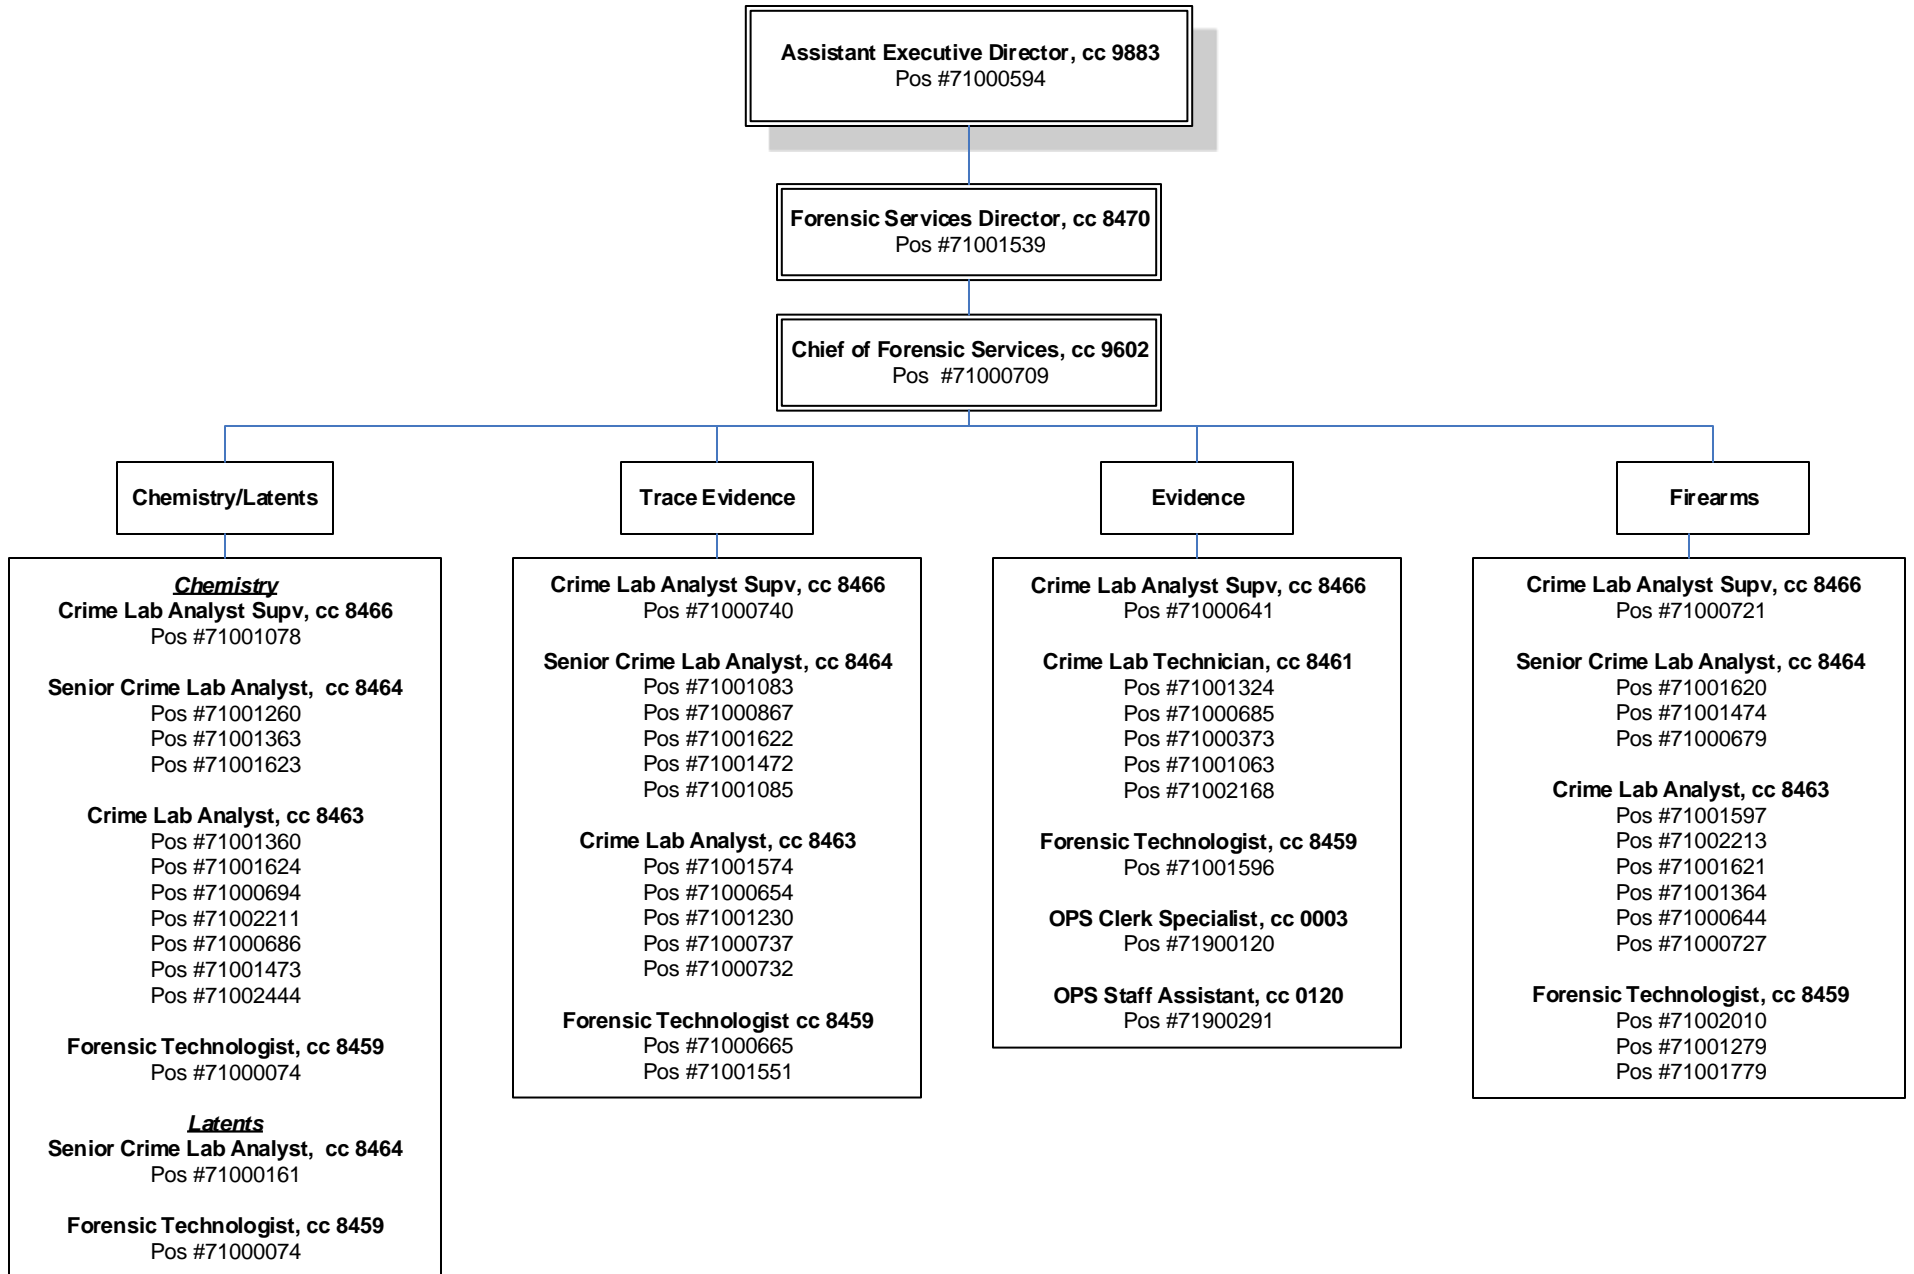 Assistant Executive Director, cc 9883
Pos #71000594
Forensic Services Director, cc 8470
Pos #71001539
Chief of Forensic Services, cc 9602
Pos  #71000709
Chemistry/Latents
Trace Evidence
Evidence
Firearms
Chemistry
Crime Lab Analyst Supv, cc 8466
Pos #71001078
Senior Crime Lab Analyst,  cc 8464
Pos #71001260
Pos #71001363
Pos #71001623
Crime Lab Analyst, cc 8463
Pos #71001360
Pos #71001624
Pos #71000694
Pos #71002211
Pos #71000686
Pos #71001473
Pos #71002444
Forensic Technologist, cc 8459
Pos #71000074
Latents
Senior Crime Lab Analyst,  cc 8464
Pos #71000161
Forensic Technologist, cc 8459
Pos #71000074
Crime Lab Analyst Supv, cc 8466
Pos #71000740
Senior Crime Lab Analyst, cc 8464
Pos #71001083
Pos #71000867
Pos #71001622
Pos #71001472
Pos #71001085
Crime Lab Analyst, cc 8463
Pos #71001574
Pos #71000654
Pos #71001230
Pos #71000737
Pos #71000732
Forensic Technologist cc 8459
Pos #71000665
Pos #71001551
Crime Lab Analyst Supv, cc 8466
Pos #71000641
Crime Lab Technician, cc 8461
Pos #71001324
Pos #71000685
Pos #71000373
Pos #71001063
Pos #71002168
Forensic Technologist, cc 8459
Pos #71001596
OPS Clerk Specialist, cc 0003
Pos #71900120
OPS Staff Assistant, cc 0120
Pos #71900291
Crime Lab Analyst Supv, cc 8466
Pos #71000721
Senior Crime Lab Analyst, cc 8464
Pos #71001620
Pos #71001474
Pos #71000679
Crime Lab Analyst, cc 8463
Pos #71001597
Pos #71002213
Pos #71001621
Pos #71001364
Pos #71000644
Pos #71000727
Forensic Technologist, cc 8459
Pos #71002010
Pos #71001279
Pos #71001779